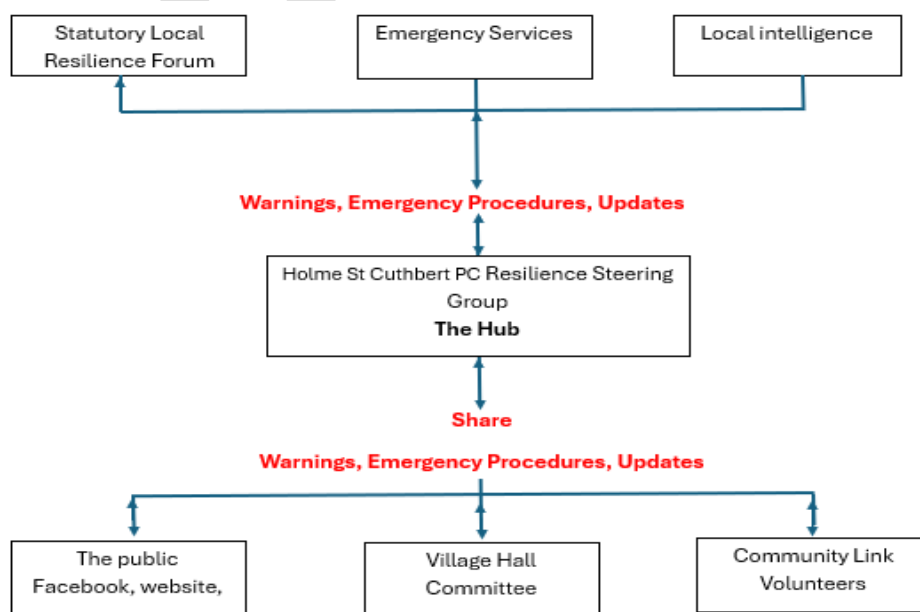 Statutory Local
Resilience Forum
Emergency Services
Local intelligence
Warnings, Emergency Procedures, Updates
Holme St Cuthbert PC Resilience Steering
Group
The Hub
Share
Warnings, Emergency Procedures, Updates
The public
Facebook, website,
Village Hall
Committee
Community Link
Volunteers